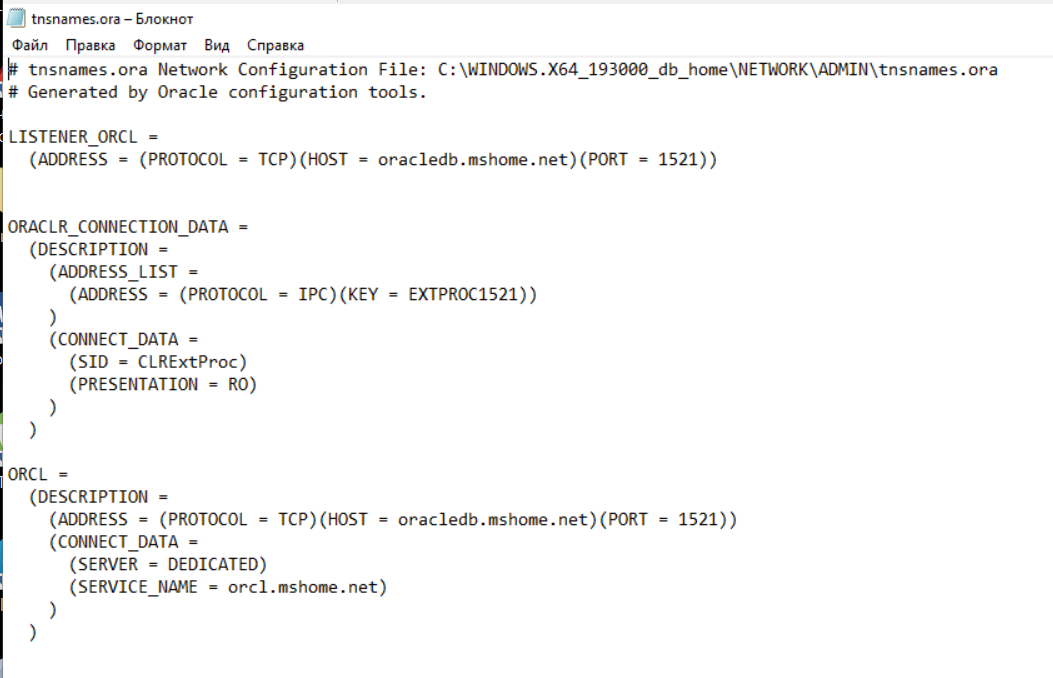 tnsnames.ora – Блокнот
Файл Правка Формат Вид Справка
# tnsnames.ora Network Configuration File: C:\WINDOWS.X64_193000_db_home\NETWORK\ADMIN\tnsnames.ora
# Generated by Oracle configuration tools.

LISTENER_ORCL =
  (ADDRESS = (PROTOCOL = TCP)(HOST = oracledb.mshome.net)(PORT = 1521))


ORACLR_CONNECTION_DATA =
  (DESCRIPTION =
    (ADDRESS_LIST =
      (ADDRESS = (PROTOCOL = IPC)(KEY = EXTPROC1521))
    )
    (CONNECT_DATA =
      (SID = CLRExtProc)
      (PRESENTATION = RO)
    )
  )

ORCL =
  (DESCRIPTION =
    (ADDRESS = (PROTOCOL = TCP)(HOST = oracledb.mshome.net)(PORT = 1521))
    (CONNECT_DATA =
      (SERVER = DEDICATED)
      (SERVICE_NAME = orcl.mshome.net)
    )
  )